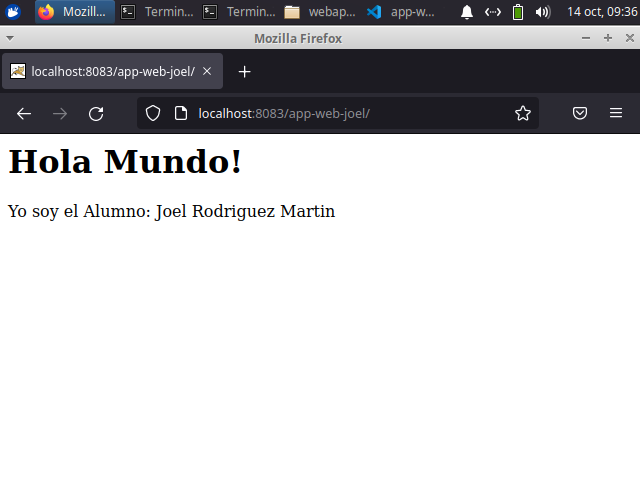 Mozill... Termin... Termin... webap... app-w... 14 oct, 09:36
Mozilla Firefox
localhost:8083/app-web-joel/
localhost:8083/app-web-joel/
Hola Mundo!
Yo soy el Alumno: Joel Rodriguez Martin